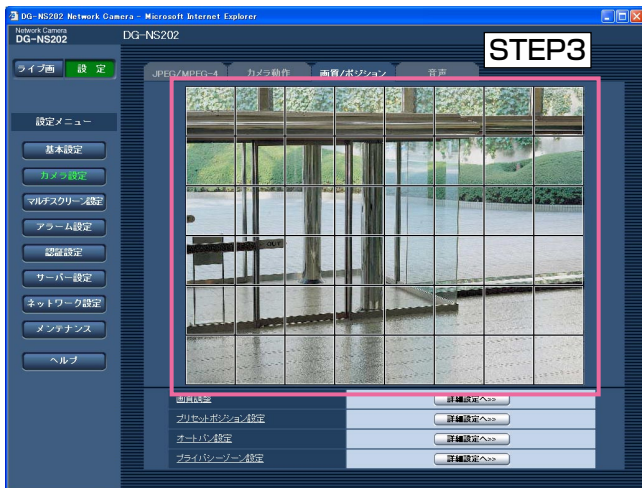 DG-NS202 Network Camera - Microsoft Internet Explorer
Network Camera
DG-NS202
DG-NS202
STEP3
ライブ画 設 定
JPEG/MPEG-4 カメラ動作 画質/ポジション 音声
設定メニュー
基本設定
カメラ設定
マルチスクリーン設定
アラーム設定
認証設定
サーバー設定
ネットワーク設定
メンテナンス
ヘルプ
OUT
画質調整 詳細設定へ>>
プリセットポジション設定 詳細設定へ>>
オートパン設定 詳細設定へ>>
プライバシーゾーン設定 詳細設定へ>>